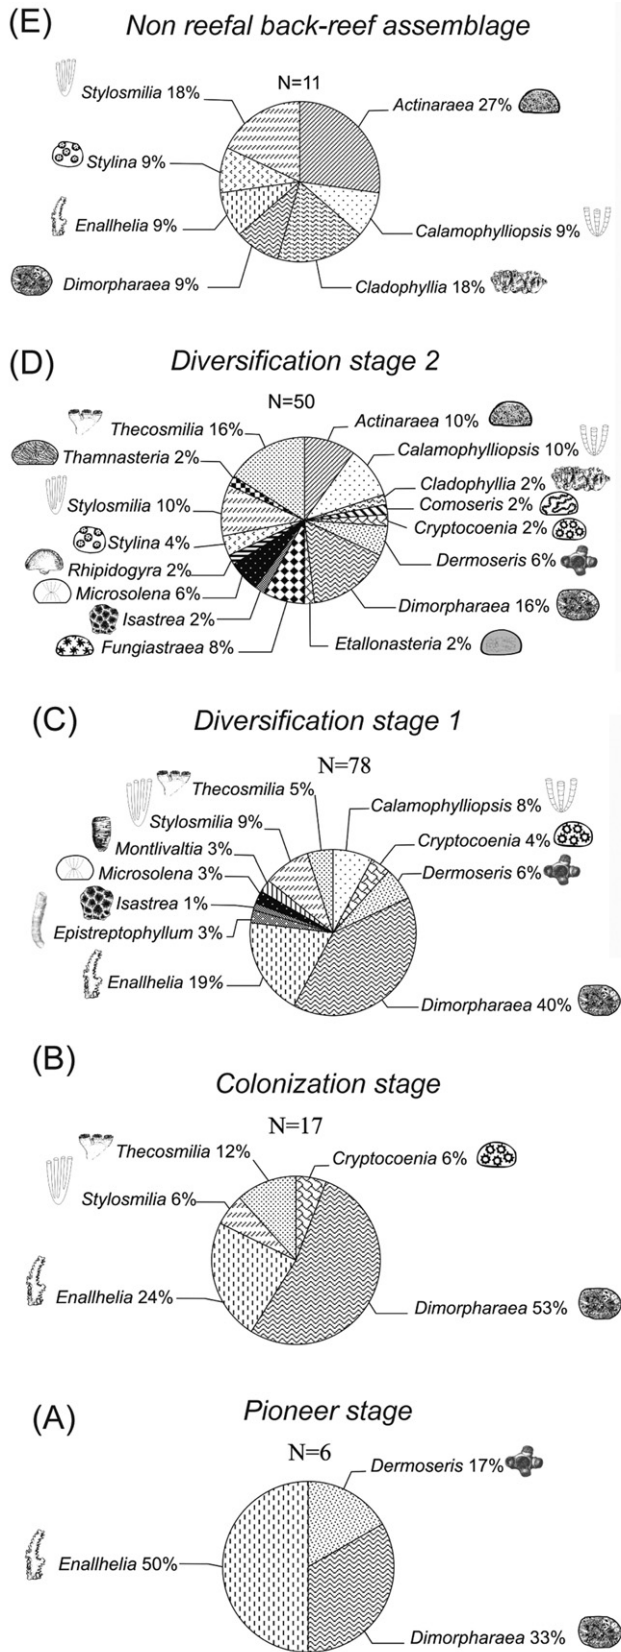 (E) Non reefal back-reef assemblage
N=11
Stylosmilia 18%
Actinaraea 27%
Stylina 9%
Enallhelia 9%
Calamophylliopsis 9%
Dimorpharaea 9%
Cladophyllia 18%
(D) Diversification stage 2
N=50
Thecosmilia 16%
Actinaraea 10%
Thamnasteria 2%
Calamophylliopsis 10%
Stylosmilia 10%
Cladophyllia 2%
Comoseris 2%
Stylina 4%
Cryptocoenia 2%
Rhipidogyra 2%
Dermoseris 6%
Microsolena 6%
Dimorpharaea 16%
Isastrea 2%
Fungiastraea 8%
Etallonasteria 2%
(C) Diversification stage 1
N=78
Thecosmilia 5%
Calamophylliopsis 8%
Stylosmilia 9%
Cryptocoenia 4%
Montlivaltia 3%
Dermoseris 6%
Microsolena 3%
Isastrea 1%
Epistreptophyllum 3%
Enallhelia 19%
Dimorpharaea 40%
(B)
Colonization stage
N=17
Thecosmilia 12%
Cryptocoenia 6%
Stylosmilia 6%
Enallhelia 24%
Dimorpharaea 53%
(A) Pioneer stage
N=6
Dermoseris 17%
Enallhelia 50%
Dimorpharaea 33%